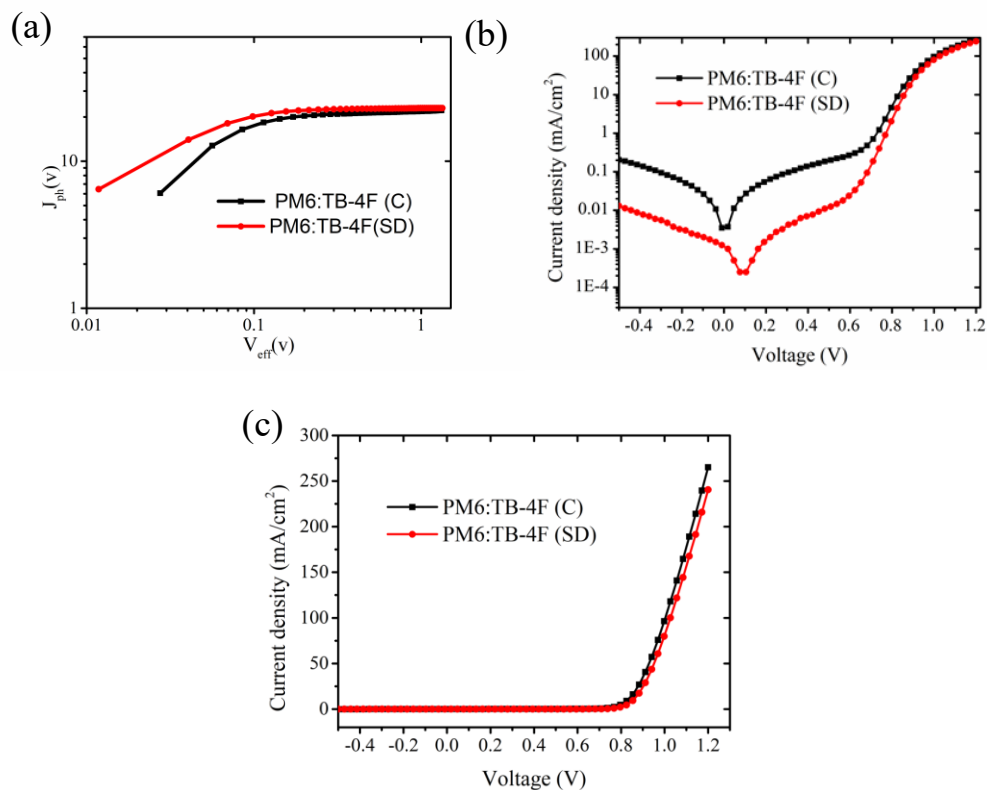 (a)
J_ph(v)
10
1
PM6:TB-4F (C)
PM6:TB-4F(SD)
0.01 0.1 1
V_eff(v)
(b)
Current density (mA/cm²)
100
10
1
0.1
0.01
1E-3
1E-4
PM6:TB-4F (C)
PM6:TB-4F (SD)
-0.4 -0.2 0.0 0.2 0.4 0.6 0.8 1.0 1.2
Voltage (V)
(c)
Current density (mA/cm²)
300
250
200
150
100
50
0
PM6:TB-4F (C)
PM6:TB-4F (SD)
-0.4 -0.2 0.0 0.2 0.4 0.6 0.8 1.0 1.2
Voltage (V)